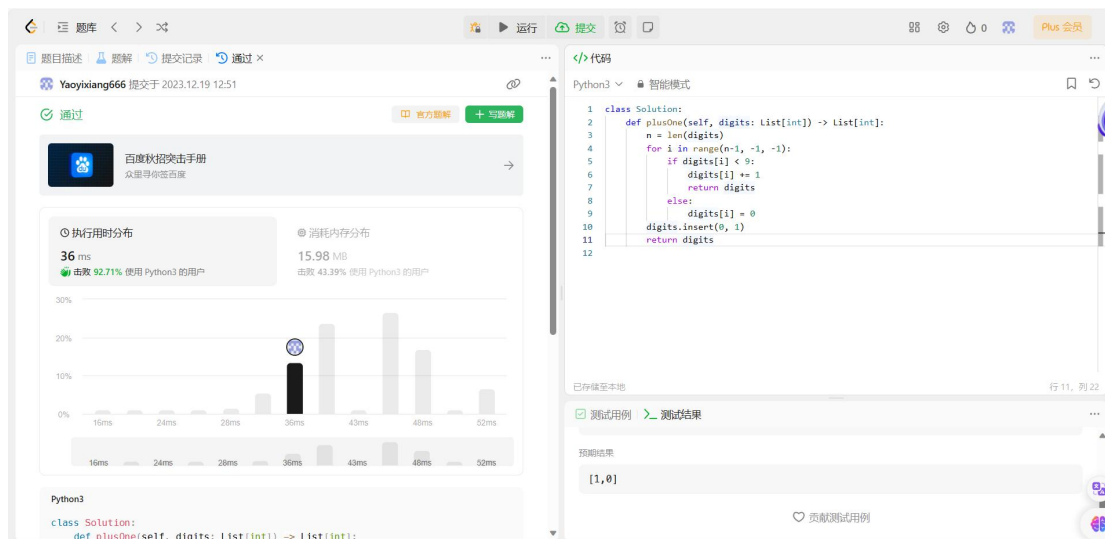 题库
运行
提交
0
Plus 会员
题目描述
题解
提交记录
通过
Yaoyixiang666 提交于 2023.12.19 12:51
通过
官方题解
写题解
百度秋招突击手册
众里寻你签百度
执行用时分布
36 ms
击败 92.71% 使用 Python3 的用户
消耗内存分布
15.98 MB
击败 43.39% 使用 Python3 的用户
30%
20%
10%
0%
16ms 24ms 28ms 36ms 43ms 48ms 52ms
16ms 24ms 28ms 36ms 43ms 48ms 52ms
Python3
class Solution:
def plusOne(self, digits: List[int]) -> List[int]:
</>代码
Python3 智能模式
1 class Solution:
2 def plusOne(self, digits: List[int]) -> List[int]:
3 n = len(digits)
4 for i in range(n-1, -1, -1):
5 if digits[i] < 9:
6 digits[i] += 1
7 return digits
8 else:
9 digits[i] = 0
10 digits.insert(0, 1)
11 return digits
12
已存储至本地
行 11, 列 22
测试用例
测试结果
预期结果
[1,0]
贡献测试用例